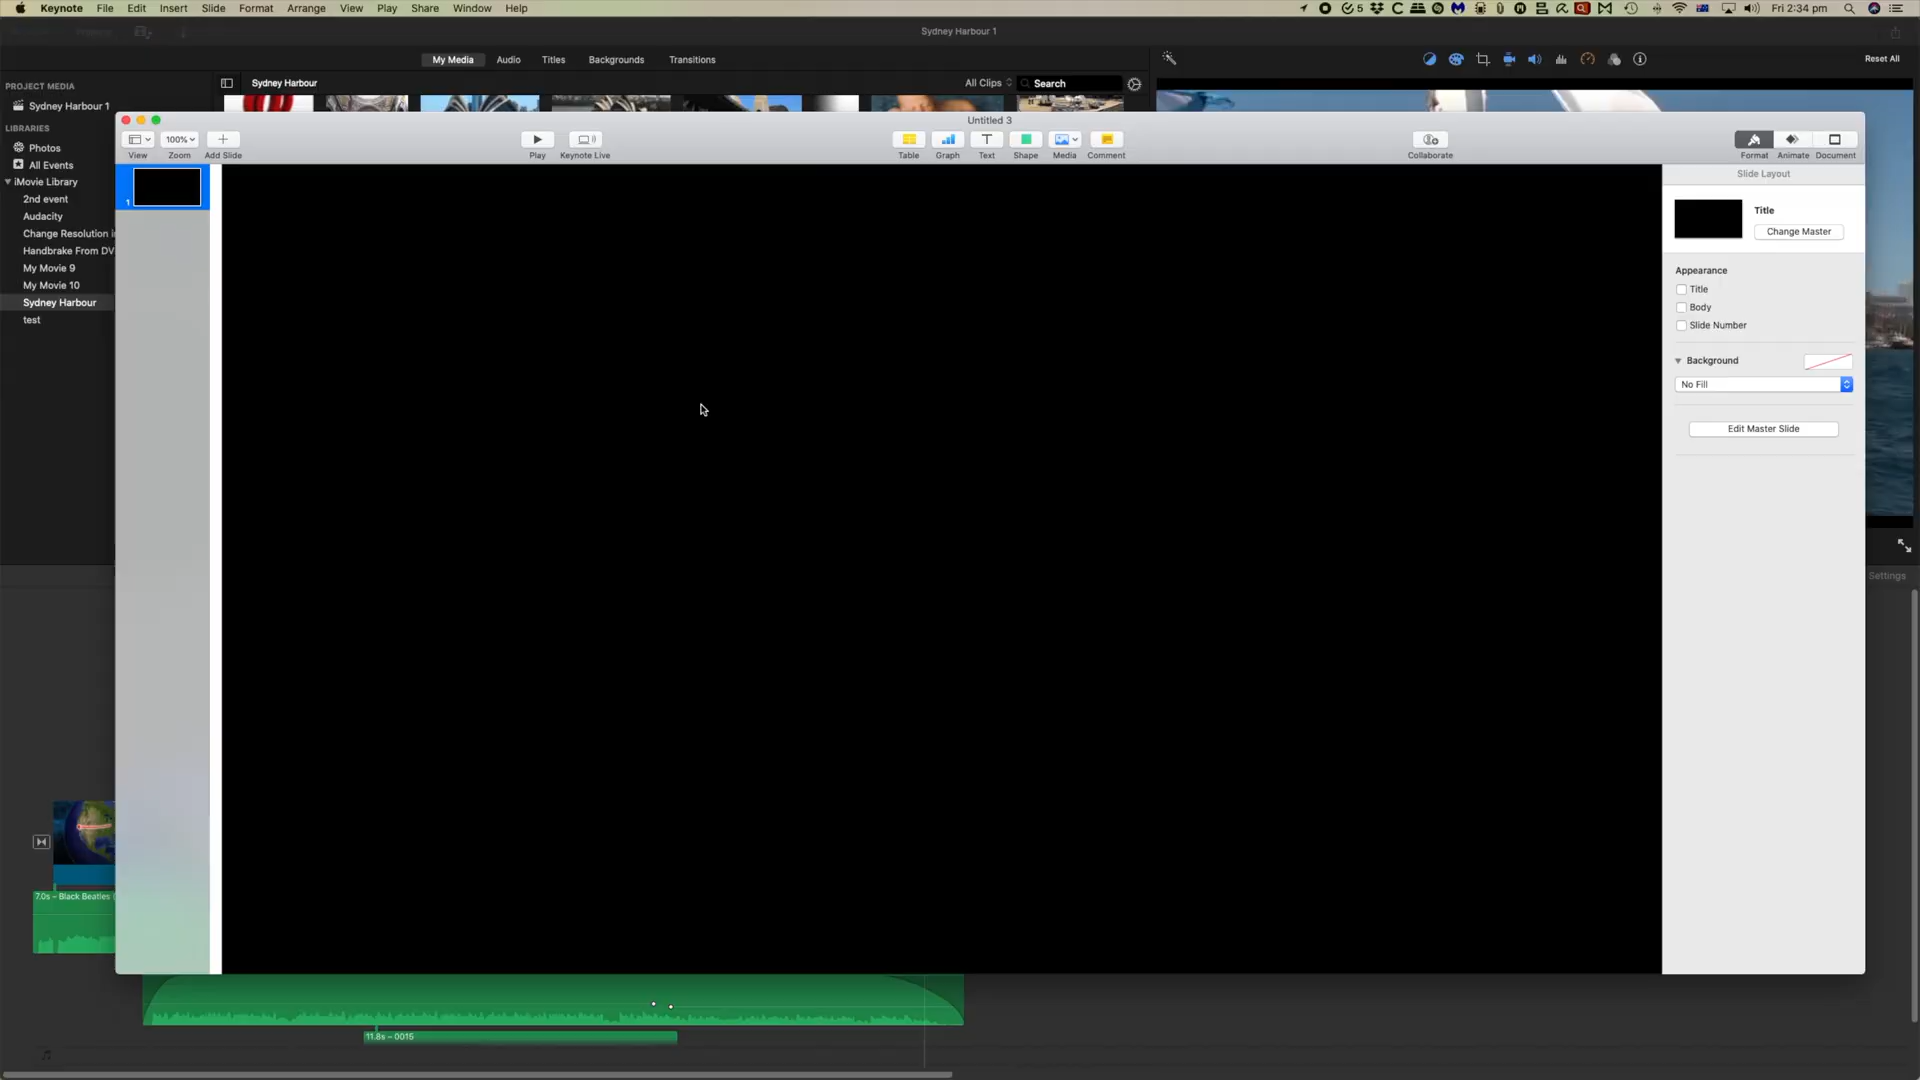 Keynote File Edit Insert Slide Format Arrange View Play Share Window Help
5 Fri 2:34 pm
Sydney Harbour 1
My Media Audio Titles Backgrounds Transitions
Reset All
PROJECT MEDIA
Sydney Harbour 1
LIBRARIES
Photos
All Events
iMovie Library
2nd event
Audacity
Change Resolution i
Handbrake From DV
My Movie 9
My Movie 10
Sydney Harbour
test
Sydney Harbour
All Clips
Search
Untitled 3
100%
View Zoom Add Slide Play Keynote Live Table Graph Text Shape Media Comment Collaborate Format Animate Document
1
Slide Layout
Title
Change Master
Appearance
Title
Body
Slide Number
Background
No Fill
Edit Master Slide
Settings
7.0s – Black Beatles
11.8s – 0015